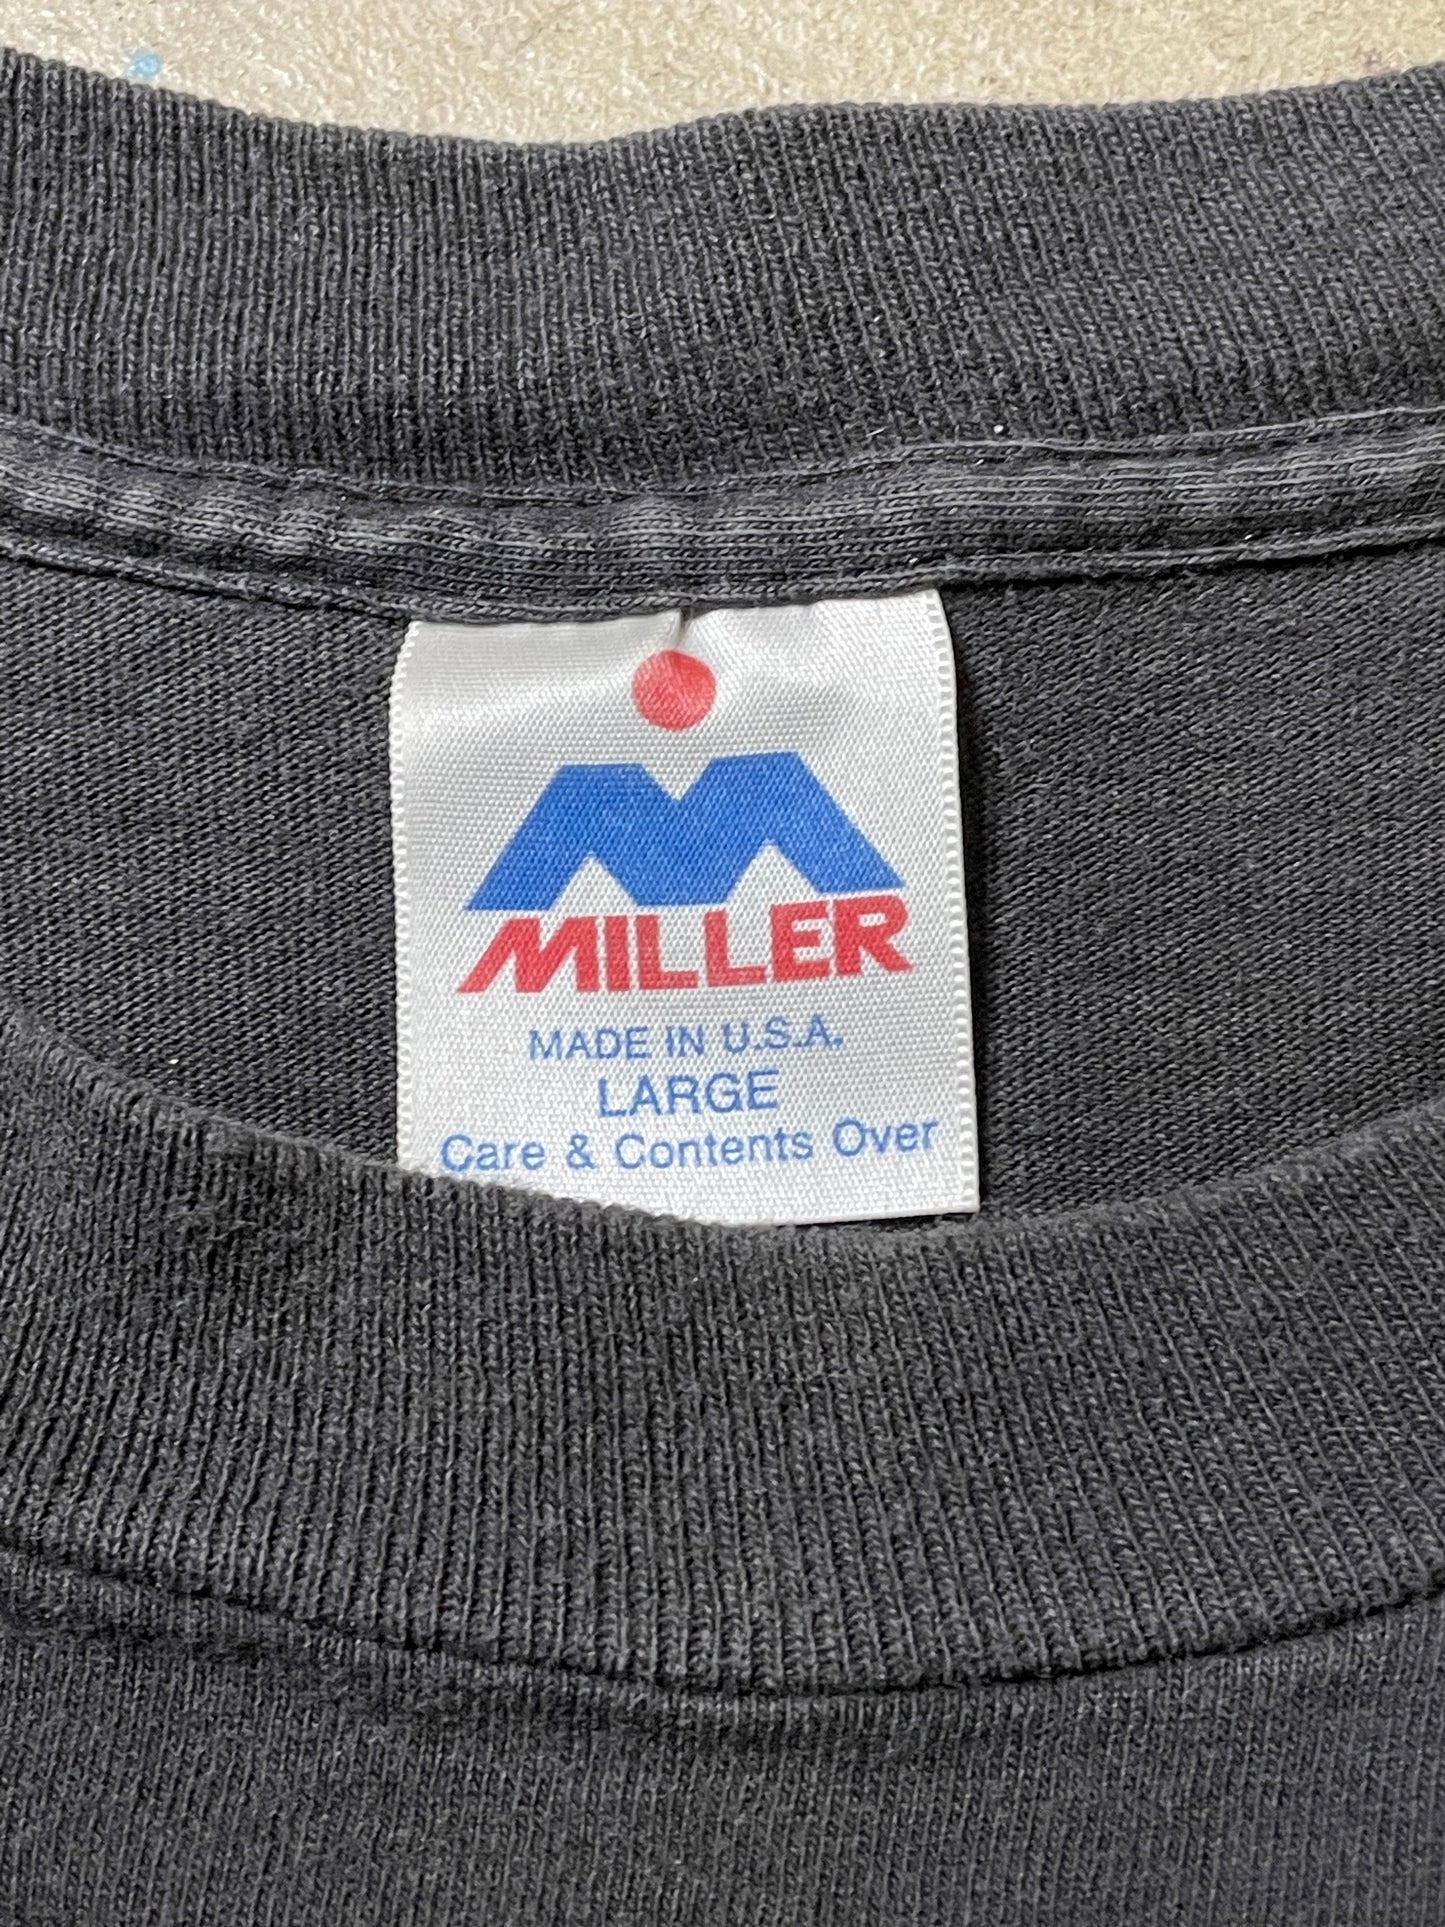 MILLER
MADE IN U.S.A.
LARGE
Care & Contents Over